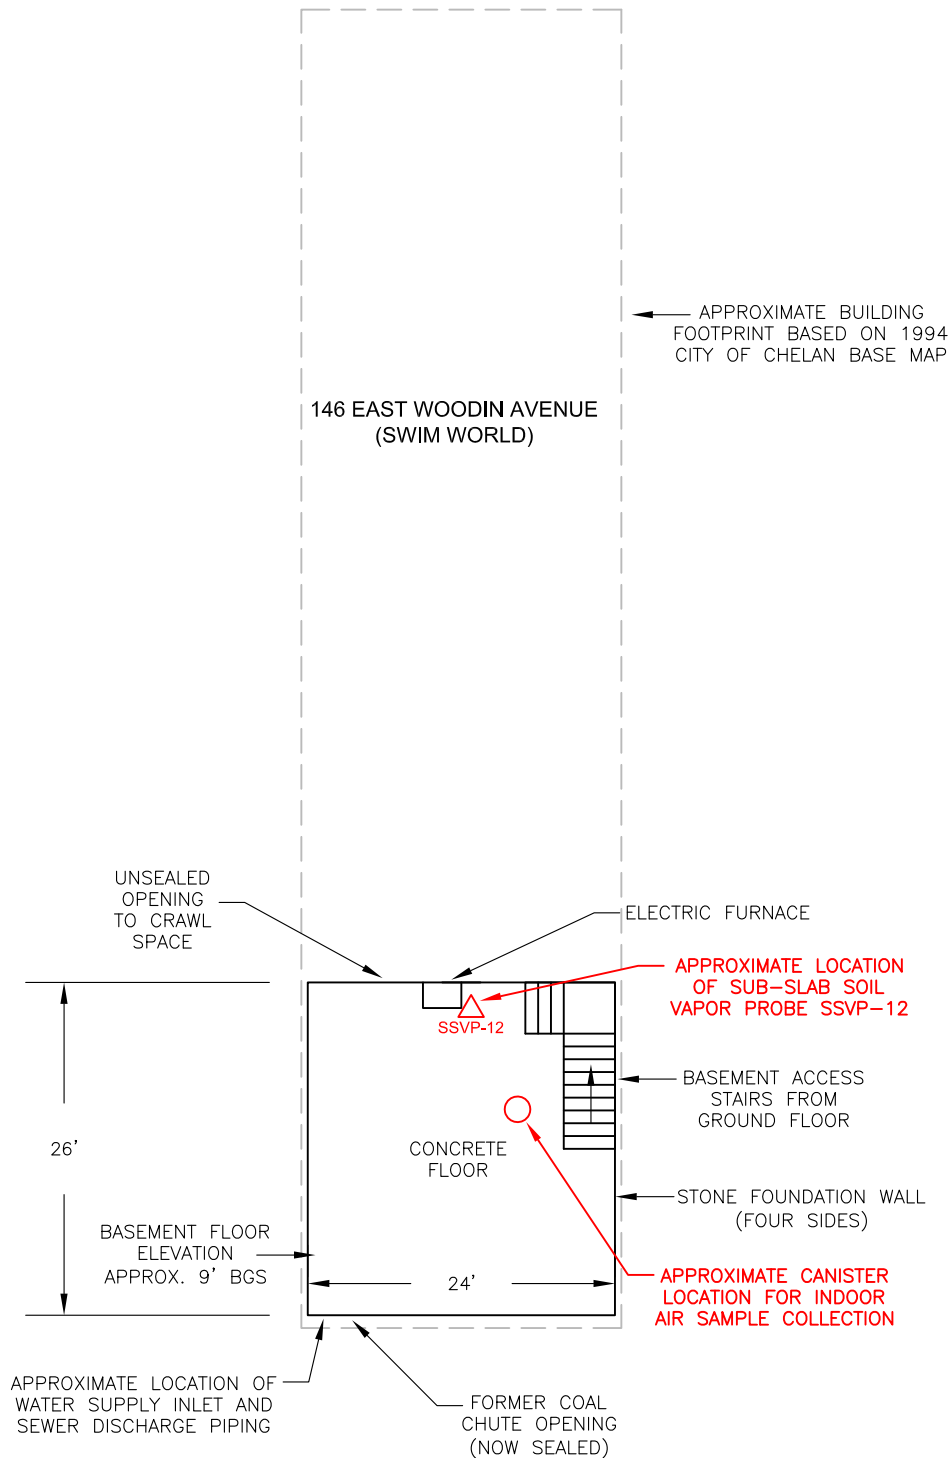 APPROXIMATE BUILDING
FOOTPRINT BASED ON 1994
CITY OF CHELAN BASE MAP
146 EAST WOODIN AVENUE
(SWIM WORLD)
UNSEALED
OPENING
TO CRAWL
SPACE
ELECTRIC FURNACE
APPROXIMATE LOCATION
OF SUB-SLAB SOIL
VAPOR PROBE SSVP-12
SSVP-12
BASEMENT ACCESS
STAIRS FROM
GROUND FLOOR
26'
CONCRETE
FLOOR
STONE FOUNDATION WALL
(FOUR SIDES)
BASEMENT FLOOR
ELEVATION
APPROX. 9' BGS
24'
APPROXIMATE CANISTER
LOCATION FOR INDOOR
AIR SAMPLE COLLECTION
APPROXIMATE LOCATION OF
WATER SUPPLY INLET AND
SEWER DISCHARGE PIPING
FORMER COAL
CHUTE OPENING
(NOW SEALED)